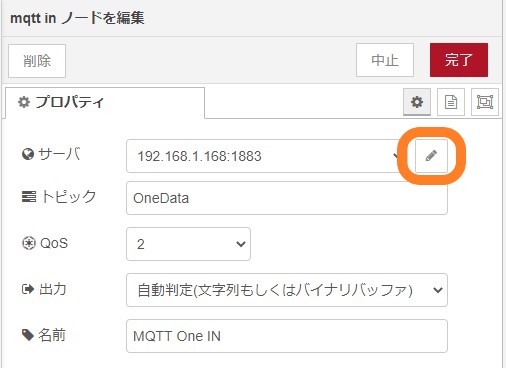 mqtt in ノードを編集
削除 中止 完了
プロパティ
サーバ 192.168.1.168:1883
トピック OneData
QoS 2
出力 自動判定(文字列もしくはバイナリバッファ)
名前 MQTT One IN